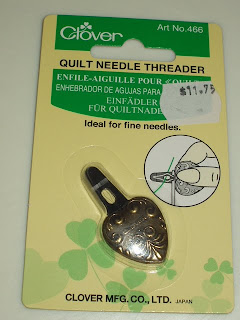 Art No.466
Clover
QUILT NEEDLE THREADER
ENFILE-AIGUILLE POUR
ENHEBRADOR DE AGUJAS PARA
EINFÄDLER
FÜR QUILTNADE
$11.75
Ideal for fine needles.
CLOVER MFG. CO., LTD. JAPAN